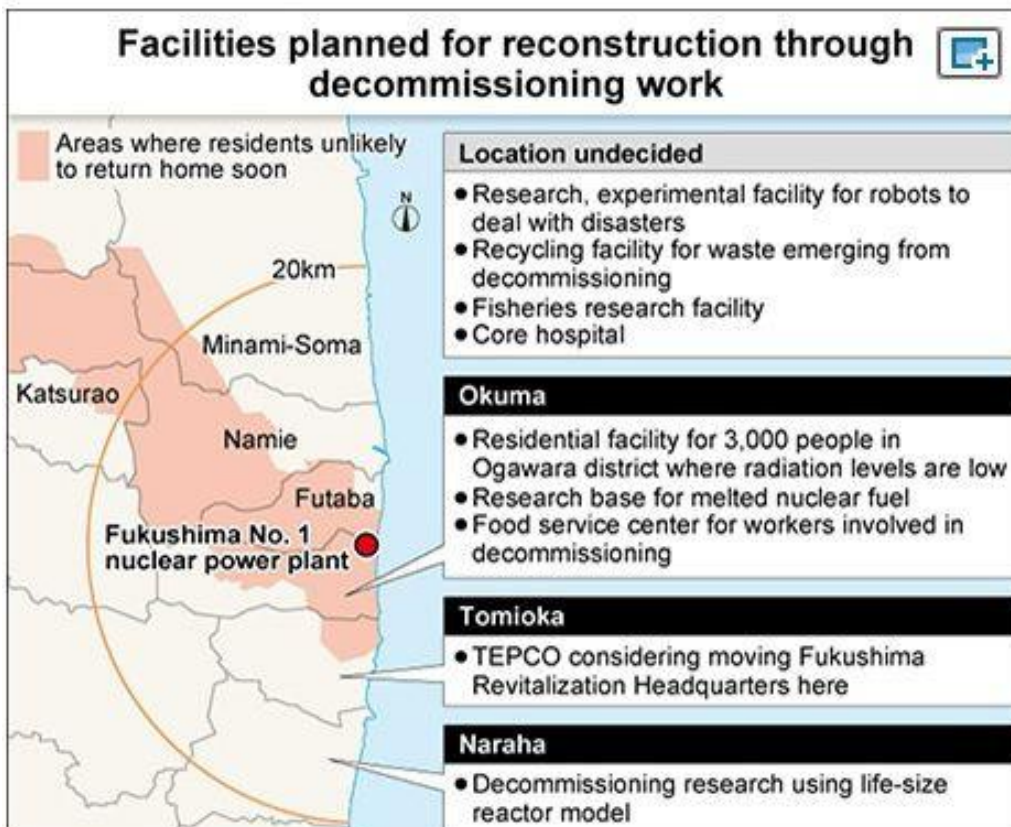 Facilities planned for reconstruction through
decommissioning work
Areas where residents unlikely
to return home soon
N
20km
Minami-Soma
Katsurao
Namie
Futaba
Fukushima No. 1
nuclear power plant
Location undecided
● Research, experimental facility for robots to
deal with disasters
● Recycling facility for waste emerging from
decommissioning
● Fisheries research facility
● Core hospital
Okuma
● Residential facility for 3,000 people in
Ogawara district where radiation levels are low
● Research base for melted nuclear fuel
● Food service center for workers involved in
decommissioning
Tomioka
● TEPCO considering moving Fukushima
Revitalization Headquarters here
Naraha
● Decommissioning research using life-size
reactor model